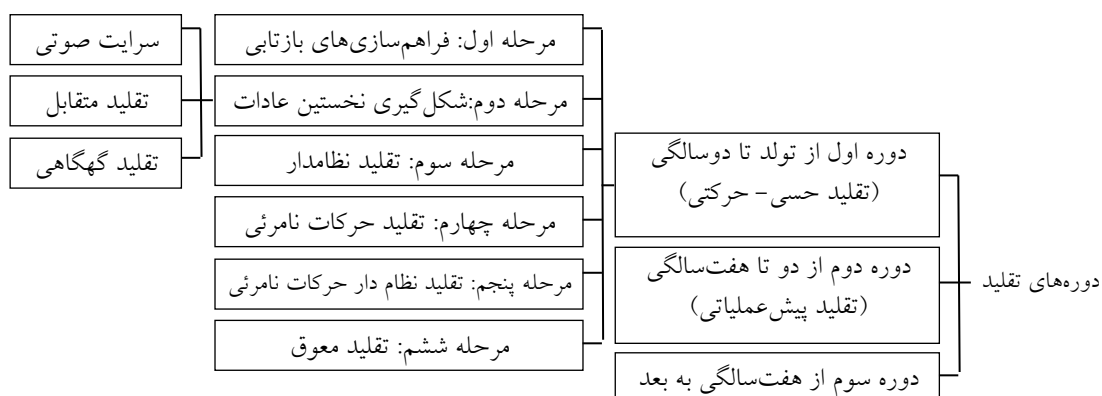 دوره‌های تقلید
دوره اول از تولد تا دوسالگی
(تقلید حسی- حرکتی)
دوره دوم از دو تا هفت‌سالگی
(تقلید پیش‌عملیاتی)
دوره سوم از هفت‌سالگی به بعد
مرحله اول: فراهم‌سازی‌های بازتابی
مرحله دوم:شکل‌گیری نخستین عادات
مرحله سوم: تقلید نظامدار
مرحله چهارم: تقلید حرکات نامرئی
مرحله پنجم: تقلید نظام دار حرکات نامرئی
مرحله ششم: تقلید معوق
سرایت صوتی
تقلید متقابل
تقلید گهگاهی